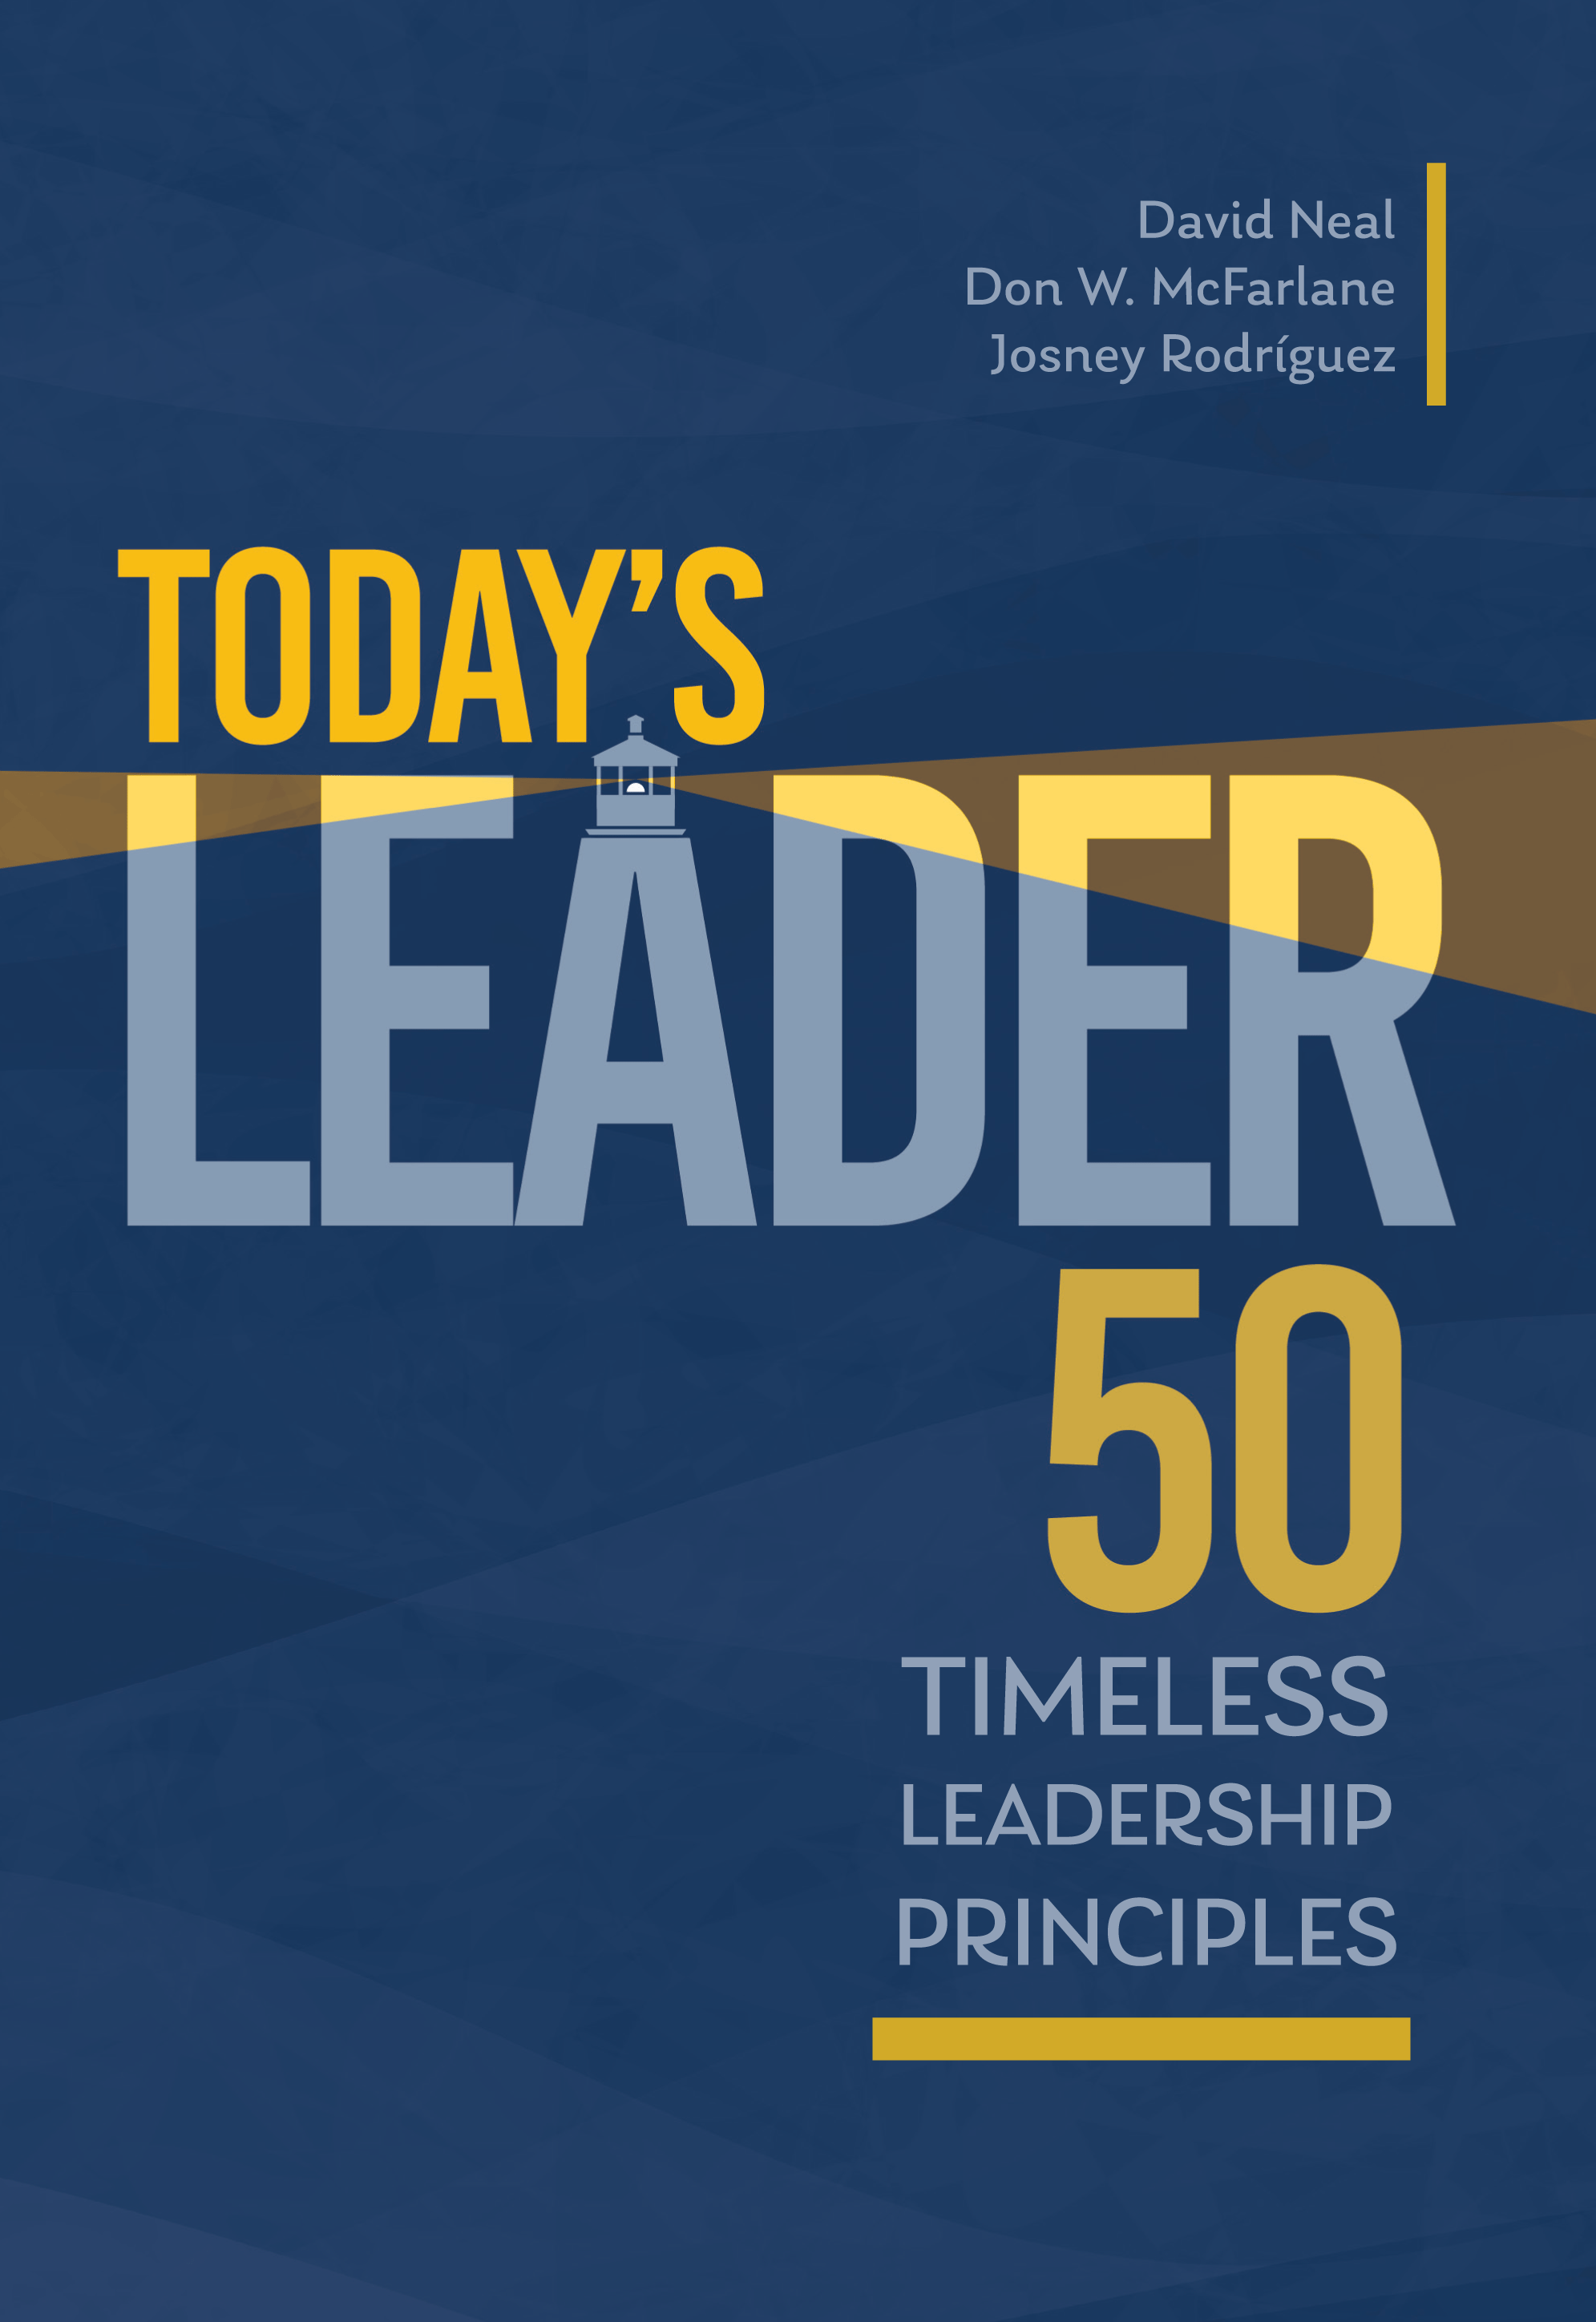 David Neal
Don W. McFarlane
Josney Rodríguez
TODAY’S
LEADER
50
TIMELESS
LEADERSHIP
PRINCIPLES